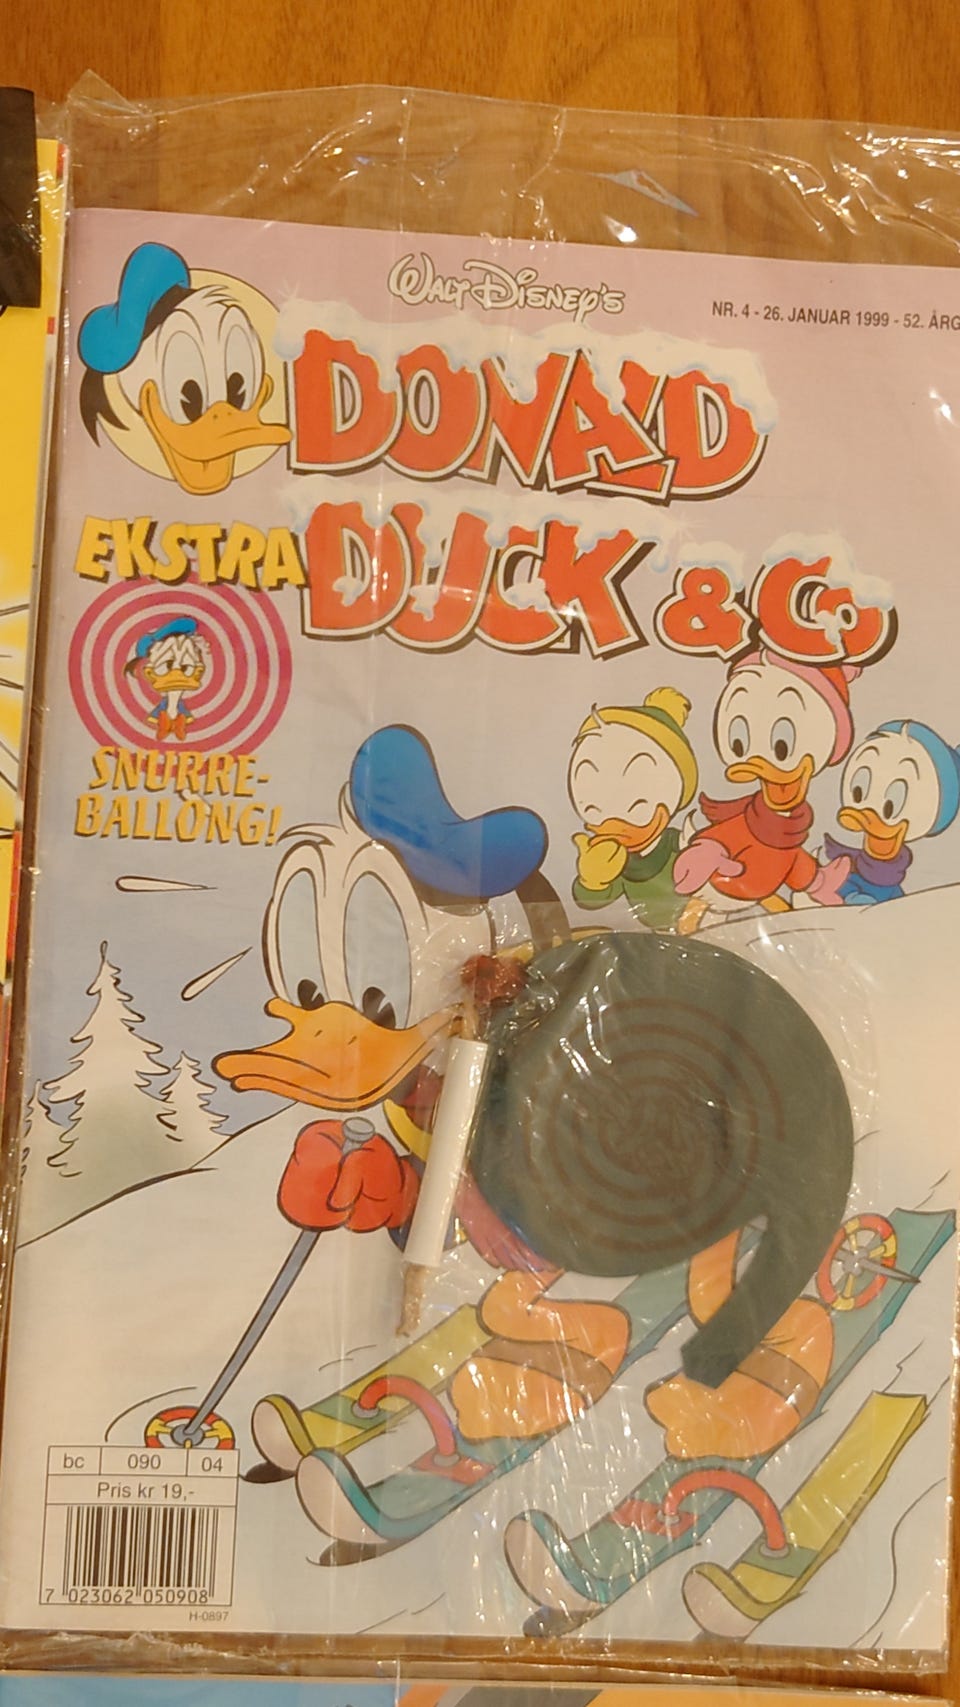 WALT DISNEY'S
NR. 4 - 26. JANUAR 1999 - 52. ÅRG
DONALD
DUCK & Co
EKSTRA
SNURRE-
BALLONG!
bc 090 04
Pris kr 19,-
7 023062 050908
H-0897